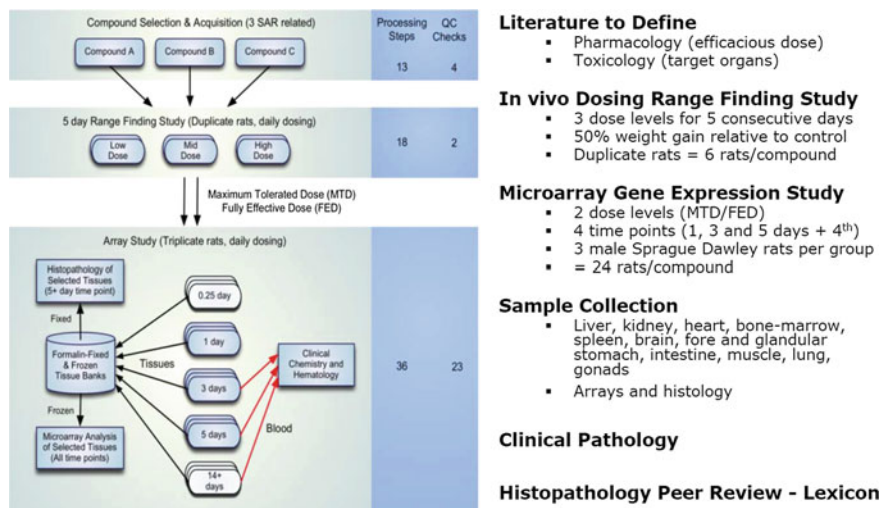 Compound Selection & Acquisition (3 SAR related)
Processing
Steps
QC
Checks
Compound A
Compound B
Compound C
13
4
5 day Range Finding Study (Duplicate rats, daily dosing)
Low
Dose
Mid
Dose
High
Dose
18
2
Maximum Tolerated Dose (MTD)
Fully Effective Dose (FED)
Array Study (Triplicate rats, daily dosing)
Histopathology of
Selected Tissues
(5+ day time point)
Fixed
Formalin-Fixed
& Frozen
Tissue Banks
Frozen
Microarray Analysis
of Selected Tissues
(All time points)
Tissues
0.25 day
1 day
3 days
5 days
14+
days
Blood
Clinical
Chemistry and
Hematology
36
23
Literature to Define
▪ Pharmacology (efficacious dose)
▪ Toxicology (target organs)
In vivo Dosing Range Finding Study
▪ 3 dose levels for 5 consecutive days
▪ 50% weight gain relative to control
▪ Duplicate rats = 6 rats/compound
Microarray Gene Expression Study
▪ 2 dose levels (MTD/FED)
▪ 4 time points (1, 3 and 5 days + 4th)
▪ 3 male Sprague Dawley rats per group
▪ = 24 rats/compound
Sample Collection
▪ Liver, kidney, heart, bone-marrow,
spleen, brain, fore and glandular
stomach, intestine, muscle, lung,
gonads
▪ Arrays and histology
Clinical Pathology
Histopathology Peer Review - Lexicon